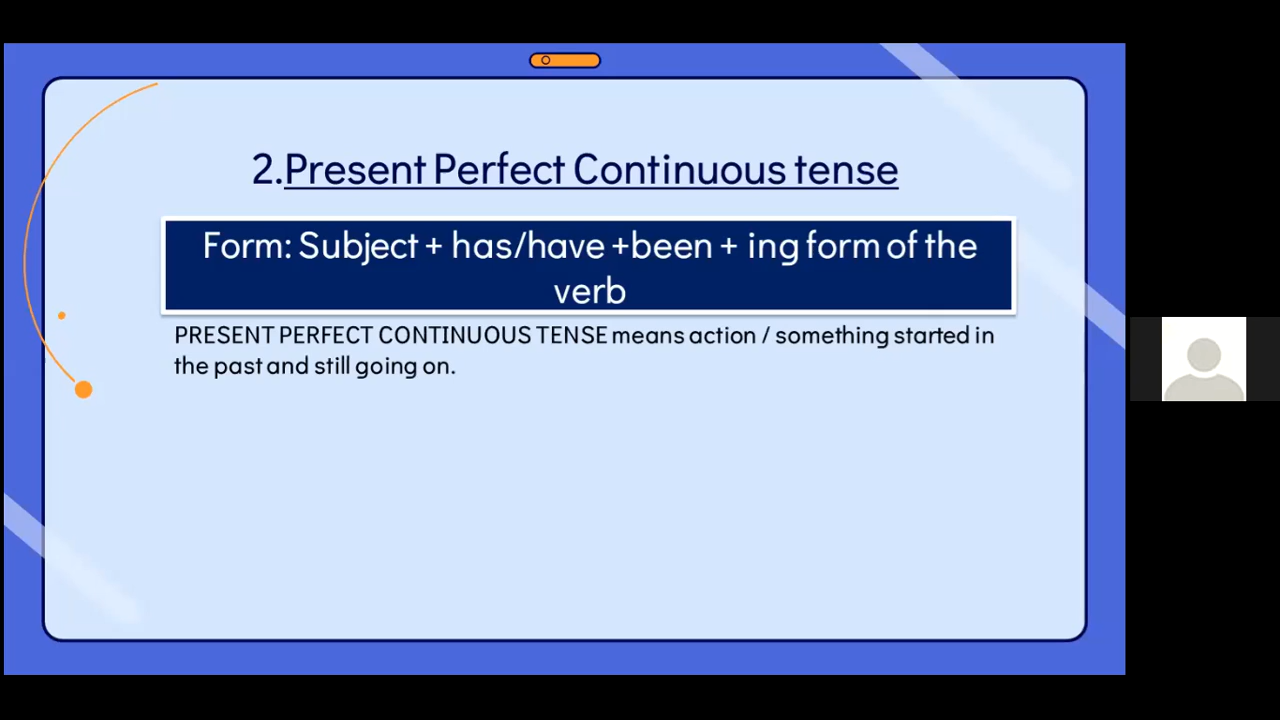 2.Present Perfect Continuous tense
Form: Subject + has/have +been + ing form of the
verb
PRESENT PERFECT CONTINUOUS TENSE means action / something started in
the past and still going on.